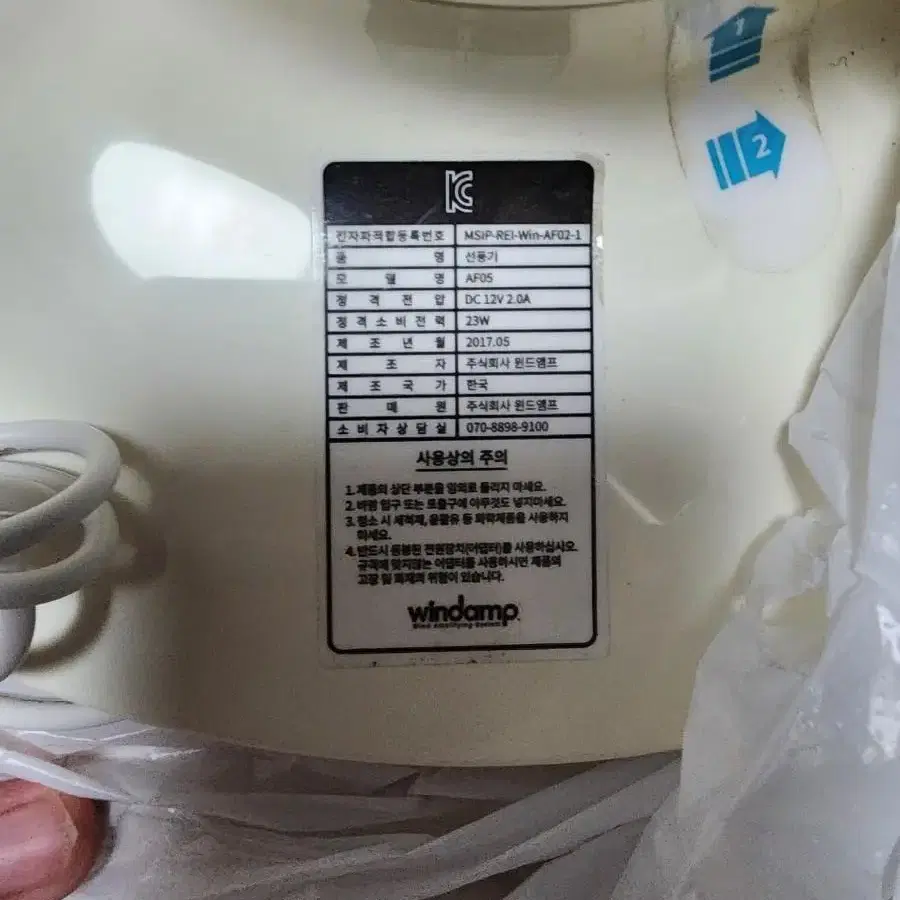 1
2
전자파적합등록번호 MSIP-REI-Win-AF02-1
품 명 선풍기
모 델 명 AF05
정 격 전 압 DC 12V 2.0A
정격소비전력 23W
제 조 년 월 2017.05
제 조 자 주식회사 윈드앰프
제 조 국 가 한국
판 매 원 주식회사 윈드앰프
소비자상담실 070-8898-9100
사용상의 주의
1. 제품의 상단 부분을 임의로 돌리지 마세요.
2. 바람 입구 또는 토출구에 아무것도 넣지마세요.
3. 청소 시 세척제, 윤활유 등 화학제품을 사용하지
마세요.
4. 반드시 동봉된 전원장치(어댑터)를 사용하십시오.
규격에 맞지않는 어댑터를 사용하시면 제품의
고장 및 화재의 위험이 있습니다.
windamp
Wind Amplifying System